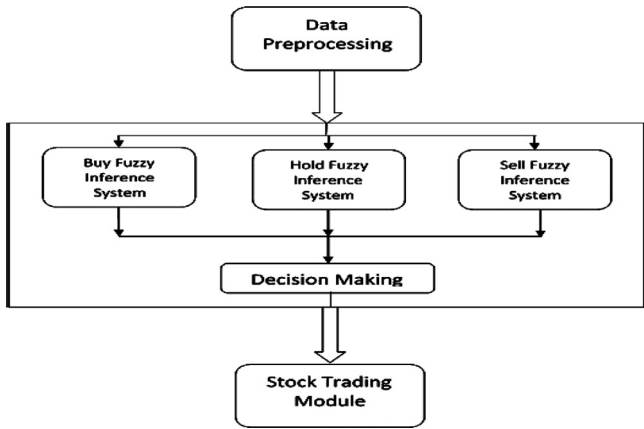 Data
Preprocessing
Buy Fuzzy
Inference
System
Hold Fuzzy
Inference
System
Sell Fuzzy
Inference
System
Decision Making
Stock Trading
Module